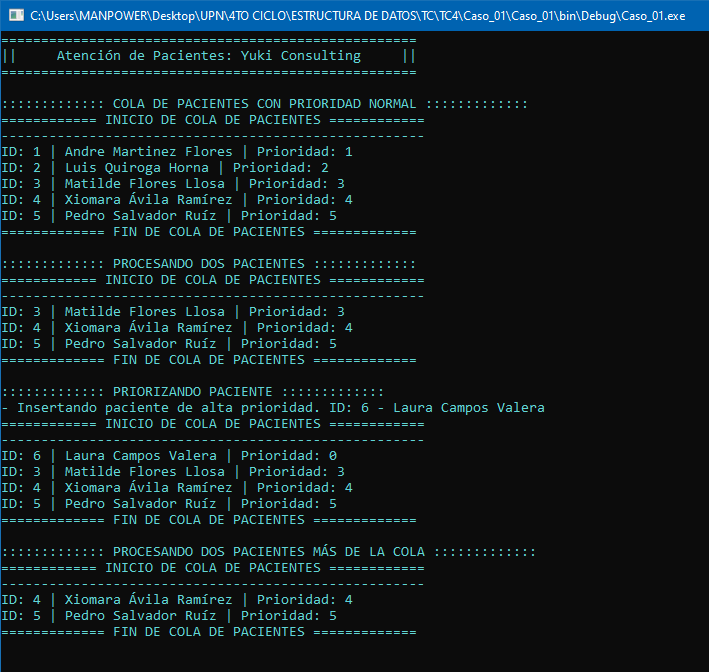 C:\Users\MANPOWER\Desktop\UPN\4TO CICLO\ESTRUCTURA DE DATOS\TC\TC4\Caso_01\Caso_01\bin\Debug\Caso_01.exe
====================================================
||     Atención de Pacientes: Yuki Consulting     ||
====================================================
::::::::::::: COLA DE PACIENTES CON PRIORIDAD NORMAL :::::::::::::
============ INICIO DE COLA DE PACIENTES ============
-----------------------------------------------------
ID: 1 | Andre Martinez Flores | Prioridad: 1
ID: 2 | Luis Quiroga Horna | Prioridad: 2
ID: 3 | Matilde Flores Llosa | Prioridad: 3
ID: 4 | Xiomara Ávila Ramírez | Prioridad: 4
ID: 5 | Pedro Salvador Ruíz | Prioridad: 5
============= FIN DE COLA DE PACIENTES =============
::::::::::::: PROCESANDO DOS PACIENTES :::::::::::::
============ INICIO DE COLA DE PACIENTES ============
-----------------------------------------------------
ID: 3 | Matilde Flores Llosa | Prioridad: 3
ID: 4 | Xiomara Ávila Ramírez | Prioridad: 4
ID: 5 | Pedro Salvador Ruíz | Prioridad: 5
============= FIN DE COLA DE PACIENTES =============
::::::::::::: PRIORIZANDO PACIENTE :::::::::::::
- Insertando paciente de alta prioridad. ID: 6 - Laura Campos Valera
============ INICIO DE COLA DE PACIENTES ============
-----------------------------------------------------
ID: 6 | Laura Campos Valera | Prioridad: 0
ID: 3 | Matilde Flores Llosa | Prioridad: 3
ID: 4 | Xiomara Ávila Ramírez | Prioridad: 4
ID: 5 | Pedro Salvador Ruíz | Prioridad: 5
============= FIN DE COLA DE PACIENTES =============
::::::::::::: PROCESANDO DOS PACIENTES MÁS DE LA COLA :::::::::::::
============ INICIO DE COLA DE PACIENTES ============
-----------------------------------------------------
ID: 4 | Xiomara Ávila Ramírez | Prioridad: 4
ID: 5 | Pedro Salvador Ruíz | Prioridad: 5
============= FIN DE COLA DE PACIENTES =============